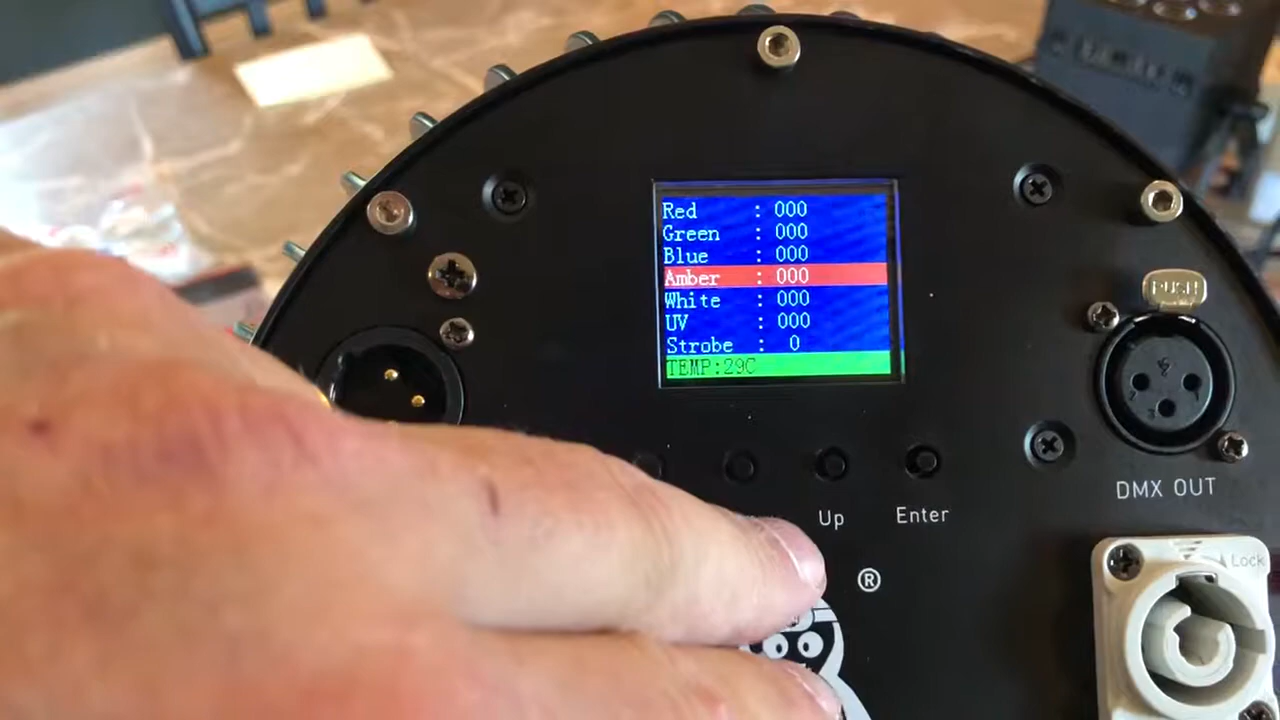 Red : 000
Green : 000
Blue : 000
Amber : 000
White : 000
UV : 000
Strobe : 0
TEMP:29C
PUSH
DMX OUT
Up
Enter
®
Lock